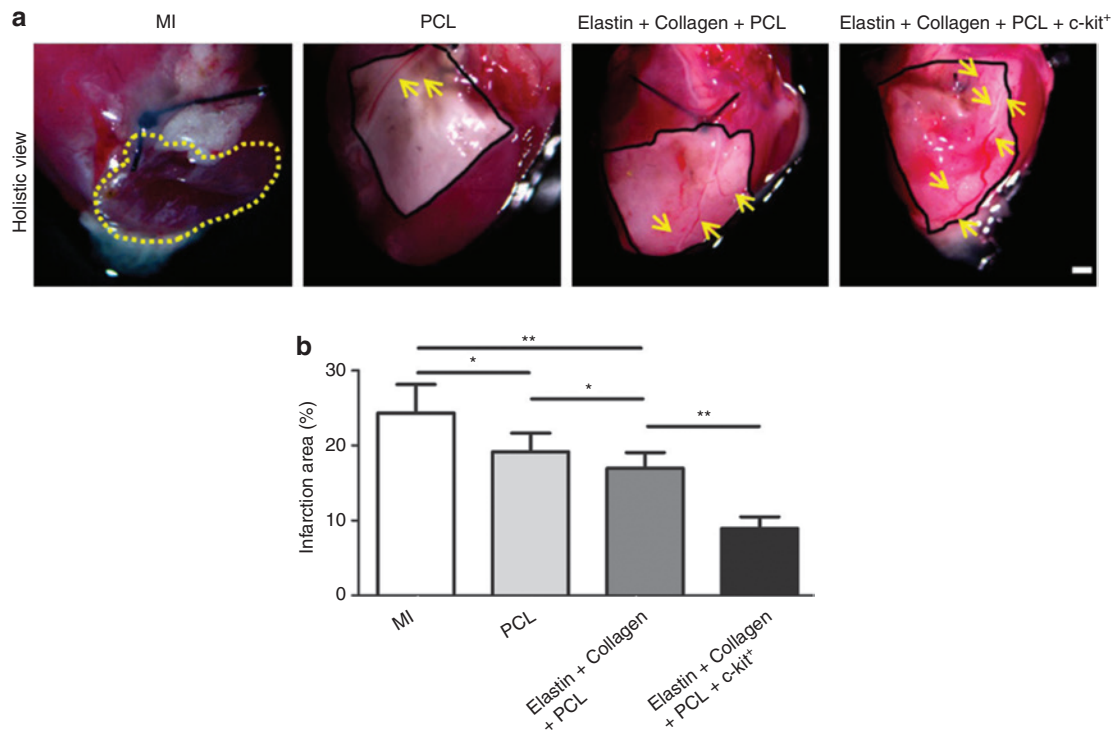 a
MI
PCL
Elastin + Collagen + PCL
Elastin + Collagen + PCL + c-kit⁺
Holistic view
b
**
*
*
**
30
20
10
0
Infarction area (%)
MI
PCL
Elastin + Collagen
+ PCL
Elastin + Collagen
+ PCL + c-kit⁺